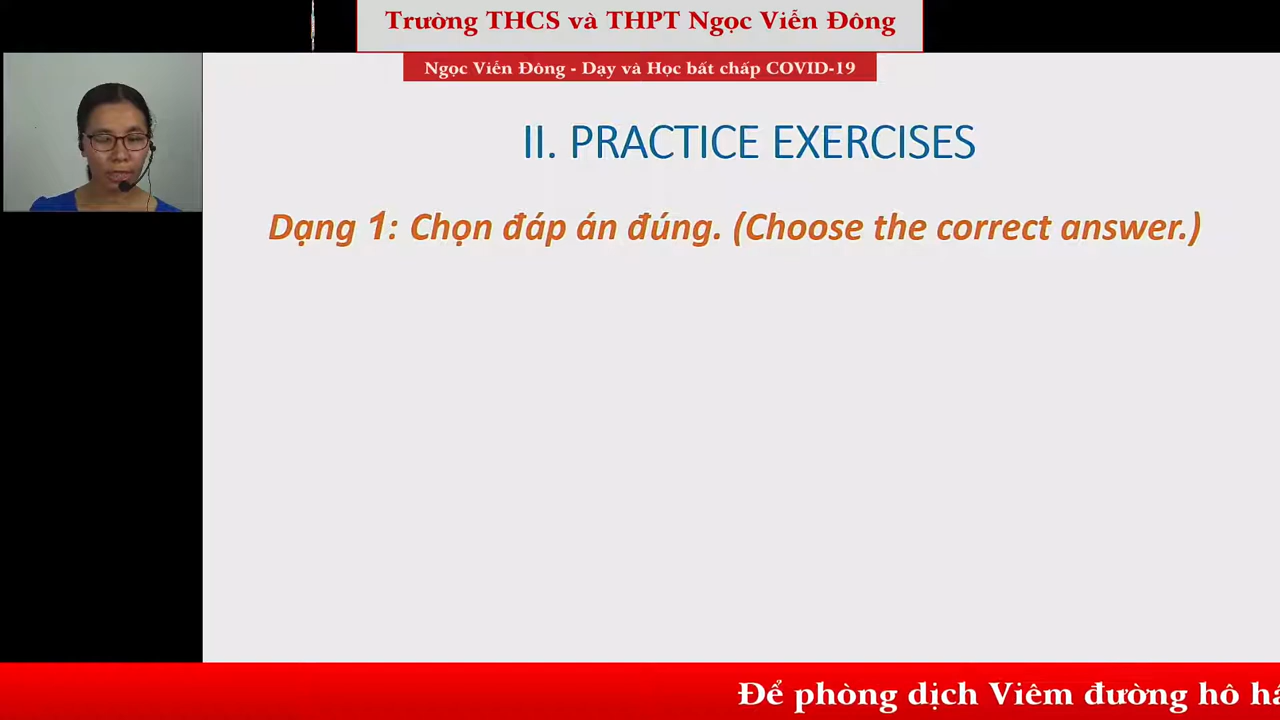 Trường THCS và THPT Ngọc Viễn Đông
Ngọc Viễn Đông - Dạy và Học bất chấp COVID-19
II. PRACTICE EXERCISES
Dạng 1: Chọn đáp án đúng. (Choose the correct answer.)
Để phòng dịch Viêm đường hô